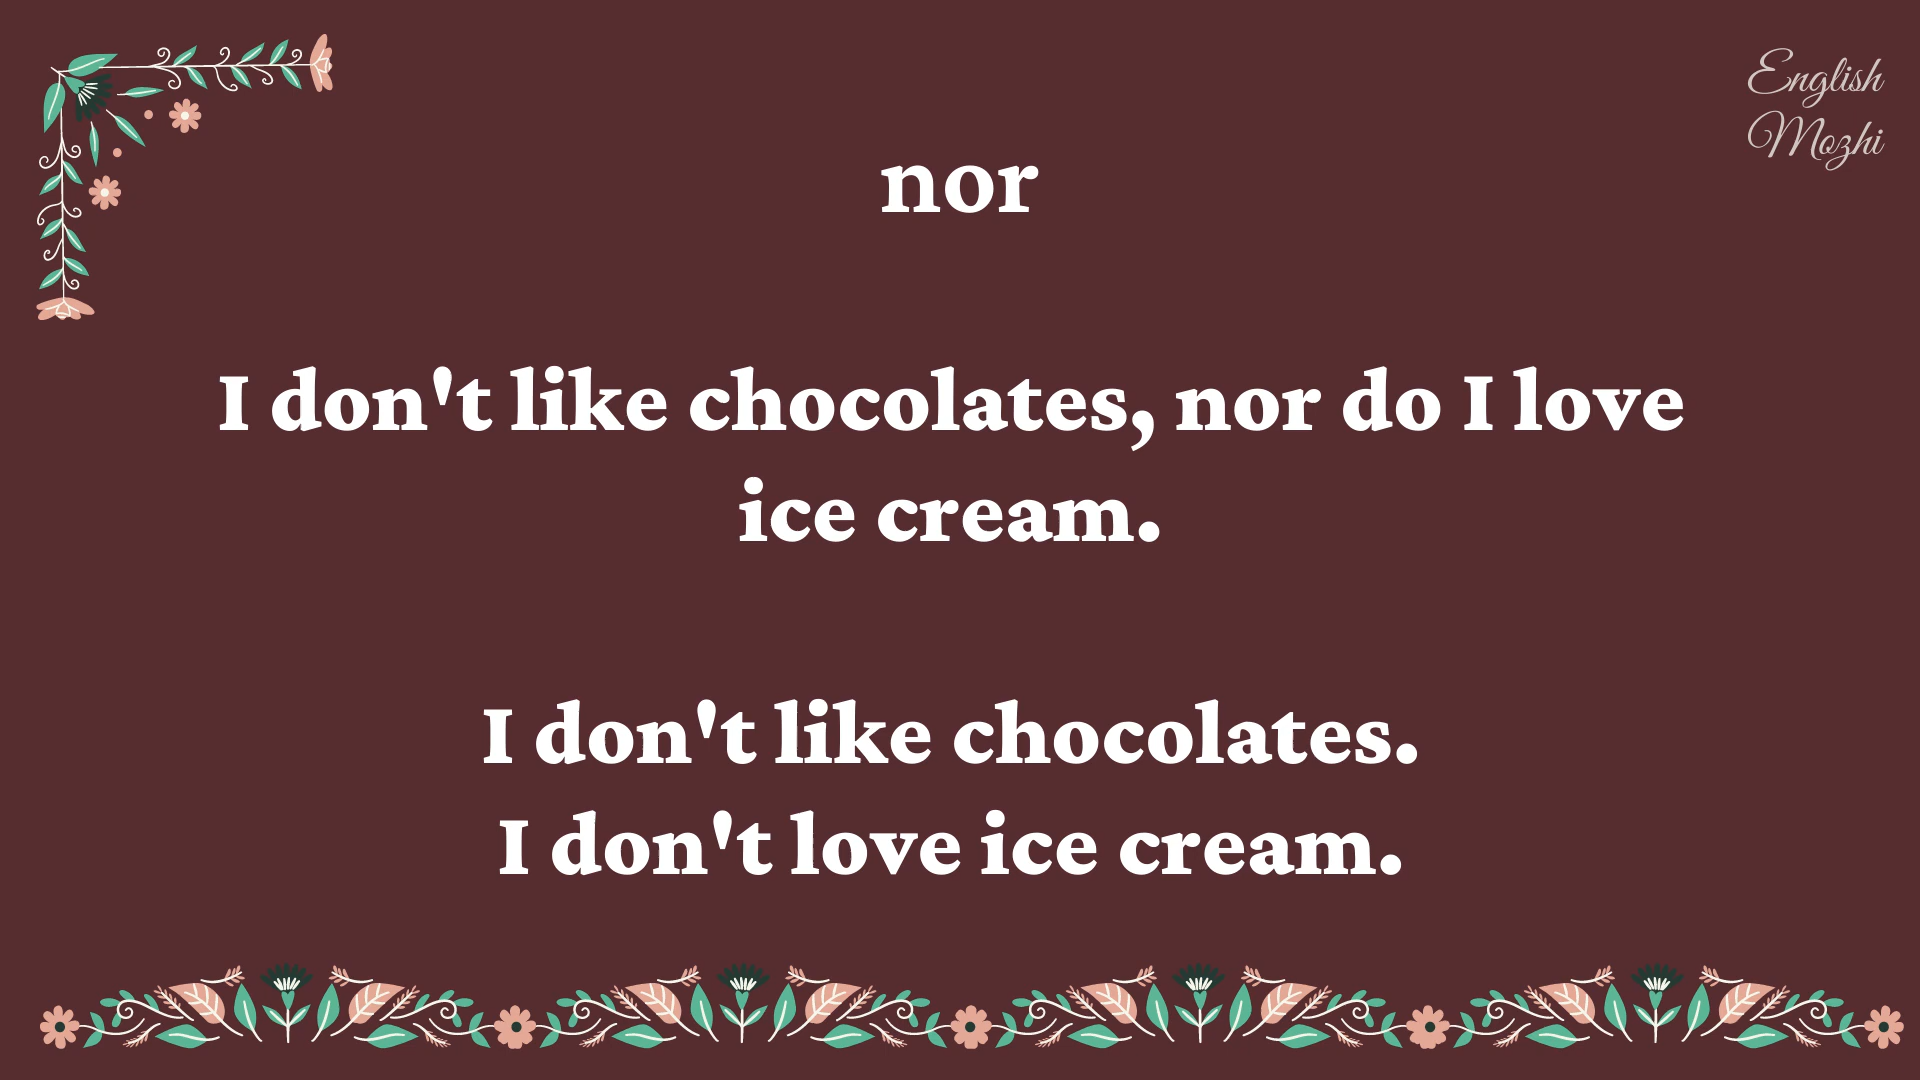 English
Mozhi
nor
I don't like chocolates, nor do I love
ice cream.
I don't like chocolates.
I don't love ice cream.